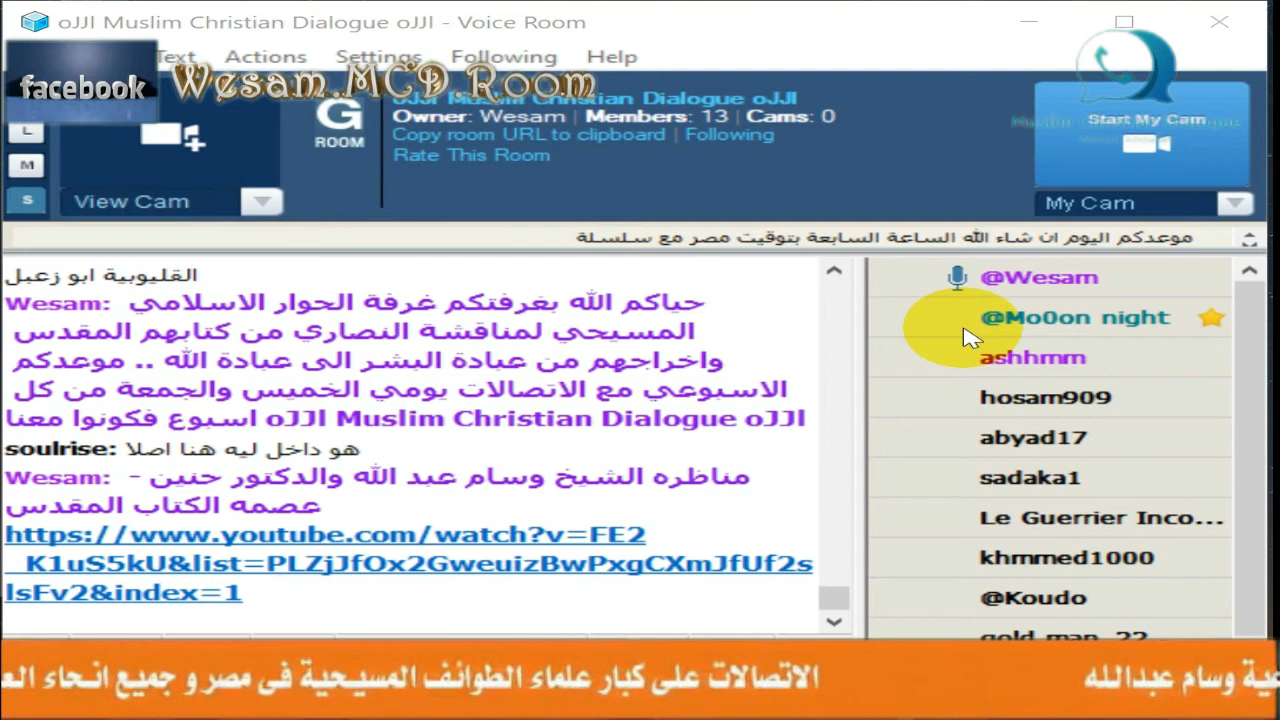 oJJl Muslim Christian Dialogue oJJl - Voice Room
Text Actions Settings Following Help
facebook
Wesam.MCD.Room
oJJl Muslim Christian Dialogue oJJl
Owner: Wesam | Members: 13 | Cams: 0
Copy room URL to clipboard | Following
Rate This Room
G
ROOM
Start My Cam
L
M
S
View Cam
My Cam
موعدكم اليوم ان شاء الله الساعة السابعة بتوقيت مصر مع سلسلة
القليوبية ابو زعبل
Wesam: حياكم الله بغرفتكم غرفة الحوار الاسلامي
المسيحي لمناقشة النصاري من كتابهم المقدس
واخراجهم من عبادة البشر الى عبادة الله .. موعدكم
الاسبوعي مع الاتصالات يومي الخميس والجمعة من كل
اسبوع فكونوا معنا oJJl Muslim Christian Dialogue oJJl
soulrise: هو داخل ليه هنا اصلا
Wesam: مناظره الشيخ وسام عبد الله والدكتور حنين -
عصمه الكتاب المقدس
https://www.youtube.com/watch?v=FE2
_K1uS5kU&list=PLZjJfOx2GweuizBwPxgCXmJfUf2s
lsFv2&index=1
@Wesam
@Mo0on night
ashhmm
hosam909
abyad17
sadaka1
Le Guerrier Inco...
khmmed1000
@Koudo
gold_man_22
عية وسام عبدالله الاتصالات على كبار علماء الطوائف المسيحية فى مصر و جميع انحاء الع